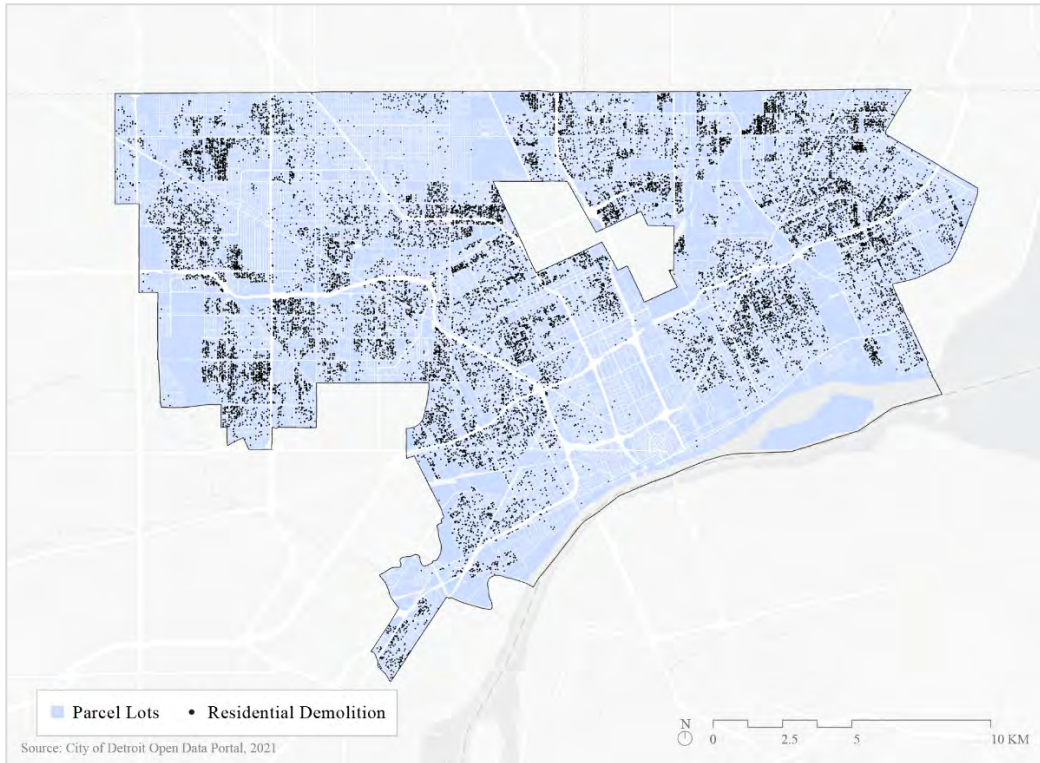 Parcel Lots • Residential Demolition
Source: City of Detroit Open Data Portal, 2021
N
0 2.5 5 10 KM